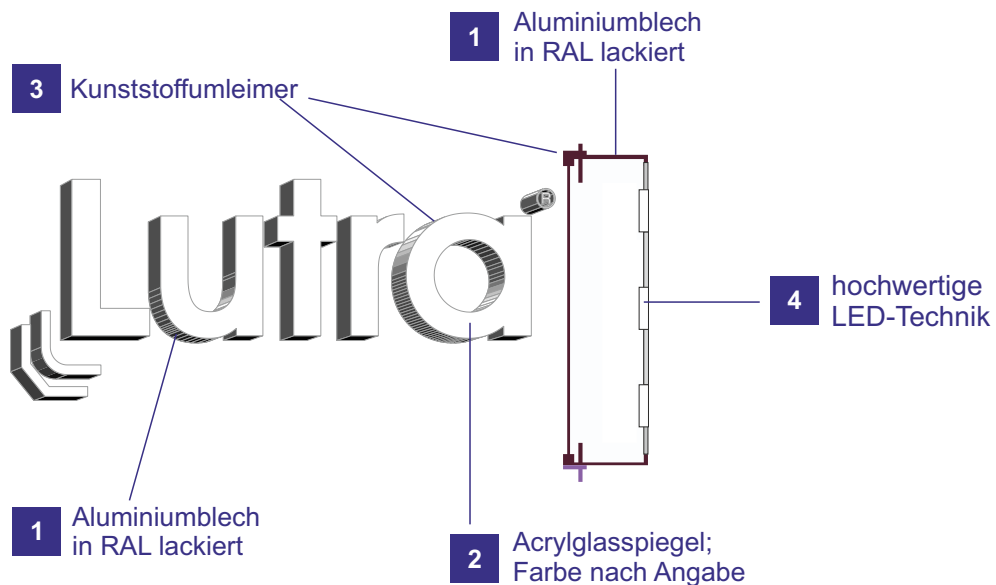 1
Aluminiumblech
in RAL lackiert
3
Kunststoffumleimer
Lutra®
4
hochwertige
LED-Technik
1
Aluminiumblech
in RAL lackiert
2
Acrylglasspiegel;
Farbe nach Angabe